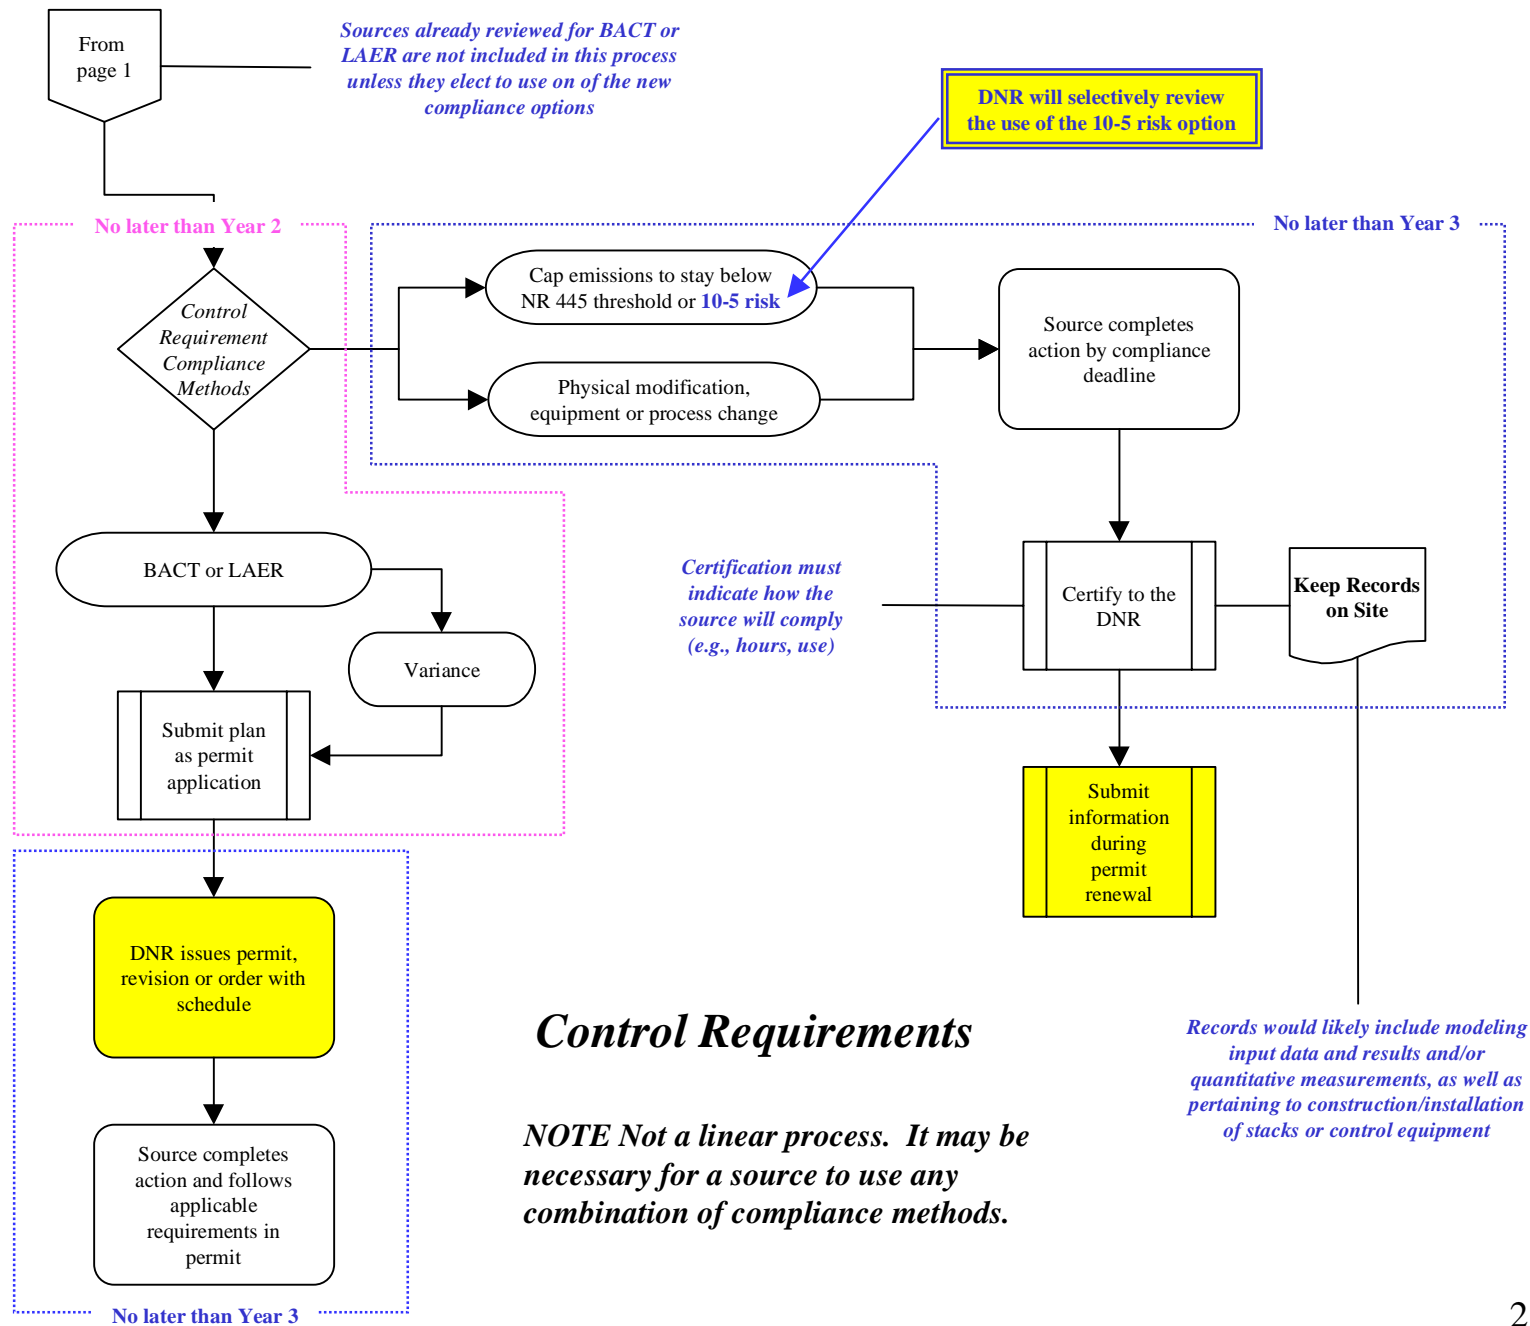 From
page 1
Sources already reviewed for BACT or
LAER are not included in this process
unless they elect to use on of the new
compliance options
DNR will selectively review
the use of the 10-5 risk option
No later than Year 2
No later than Year 3
Control
Requirement
Compliance
Methods
Cap emissions to stay below
NR 445 threshold or 10-5 risk
Physical modification,
equipment or process change
Source completes
action by compliance
deadline
BACT or LAER
Variance
Submit plan
as permit
application
Certification must
indicate how the
source will comply
(e.g., hours, use)
Certify to the
DNR
Keep Records
on Site
Submit
information
during
permit
renewal
DNR issues permit,
revision or order with
schedule
Source completes
action and follows
applicable
requirements in
permit
No later than Year 3
Control Requirements
NOTE Not a linear process. It may be
necessary for a source to use any
combination of compliance methods.
Records would likely include modeling
input data and results and/or
quantitative measurements, as well as
pertaining to construction/installation
of stacks or control equipment
2